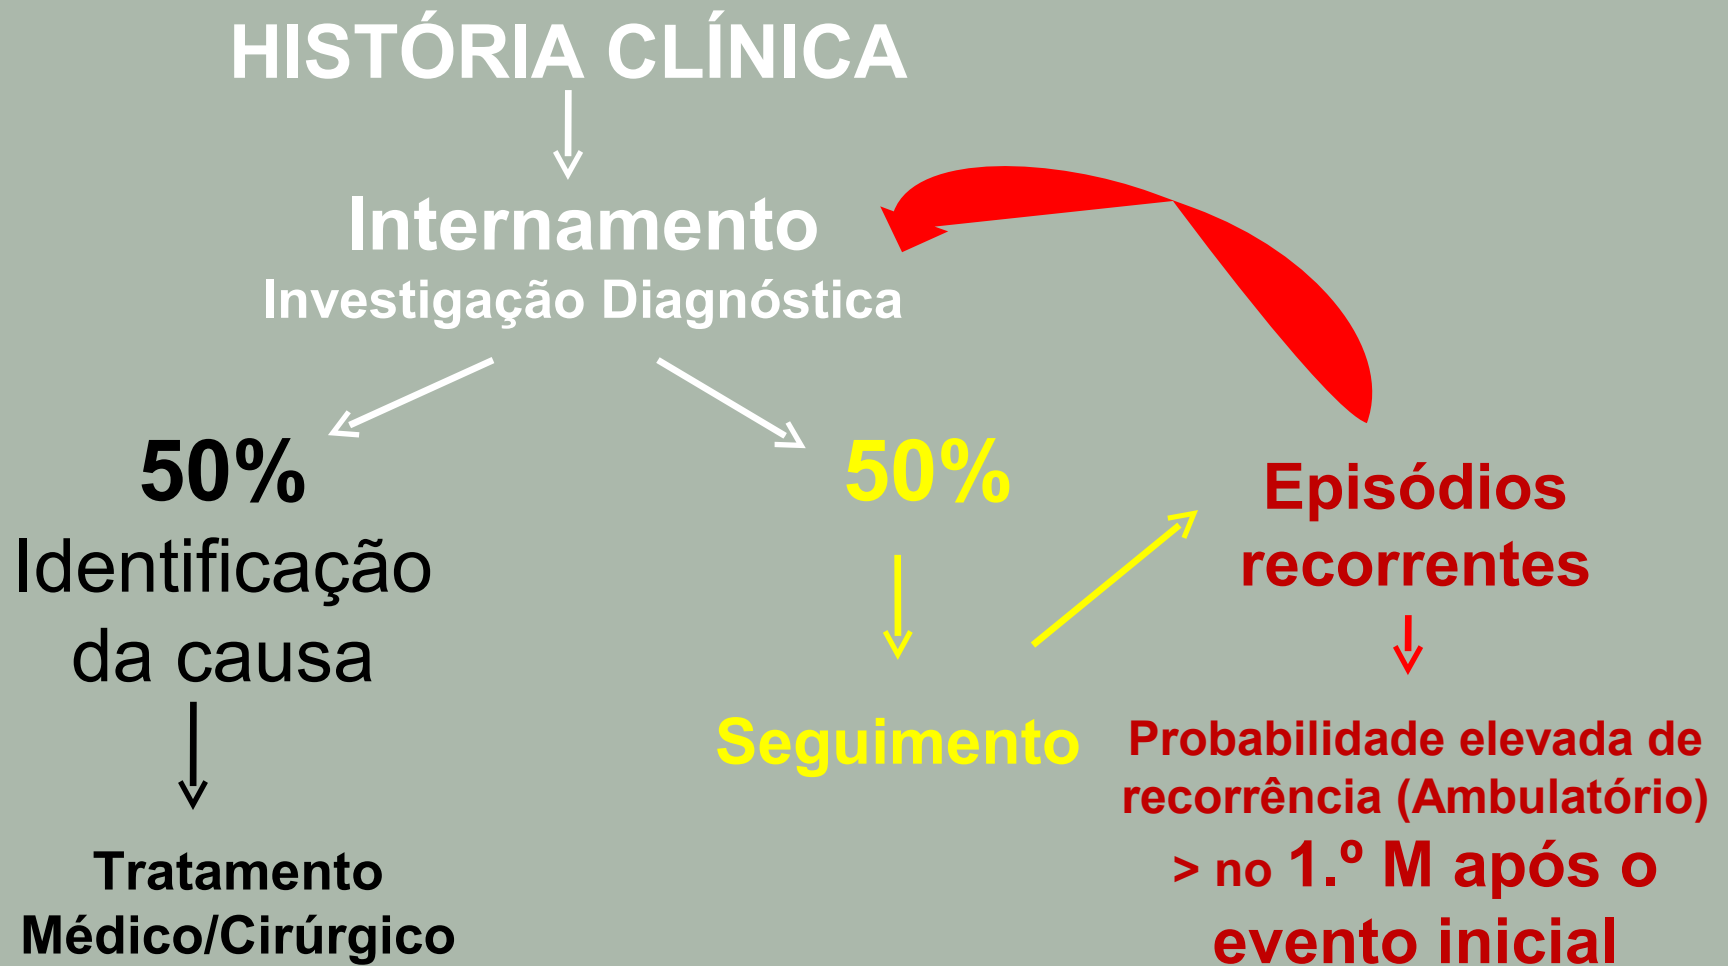 HISTÓRIA CLÍNICA
Internamento
Investigação Diagnóstica
50%
Identificação
da causa
Tratamento
Médico/Cirúrgico
50%
Seguimento
Episódios
recorrentes
Probabilidade elevada de
recorrência (Ambulatório)
> no 1.º M após o
evento inicial